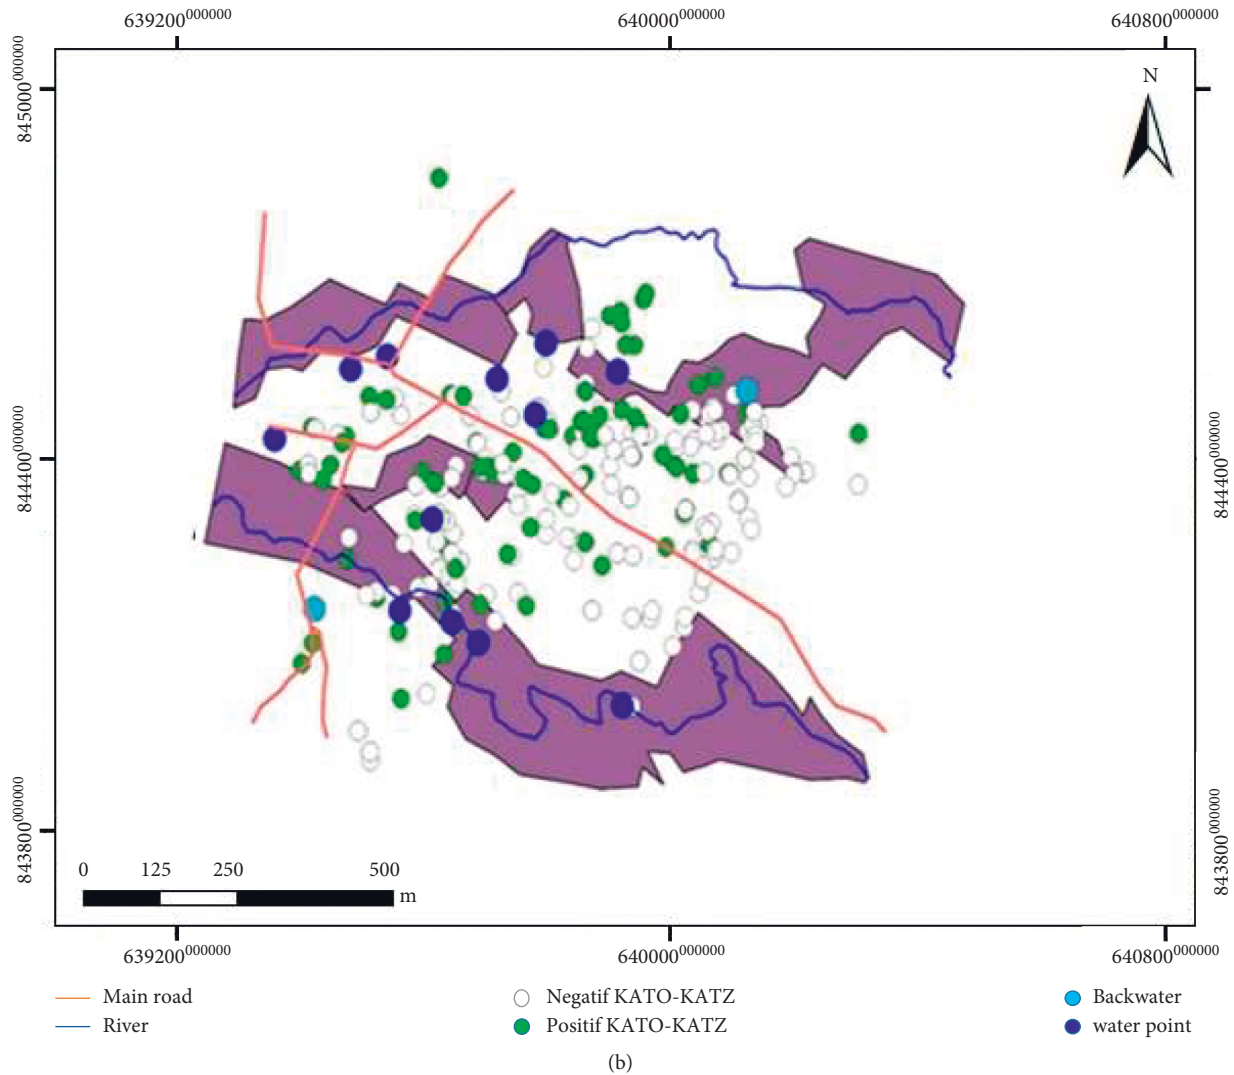 639200000000 640000000000 640800000000
845000000000
N
844400000000 844400000000
843800000000 843800000000
0 125 250 500
m
639200000000 640000000000 640800000000
Main road Negatif KATO-KATZ Backwater
River Positif KATO-KATZ water point
(b)